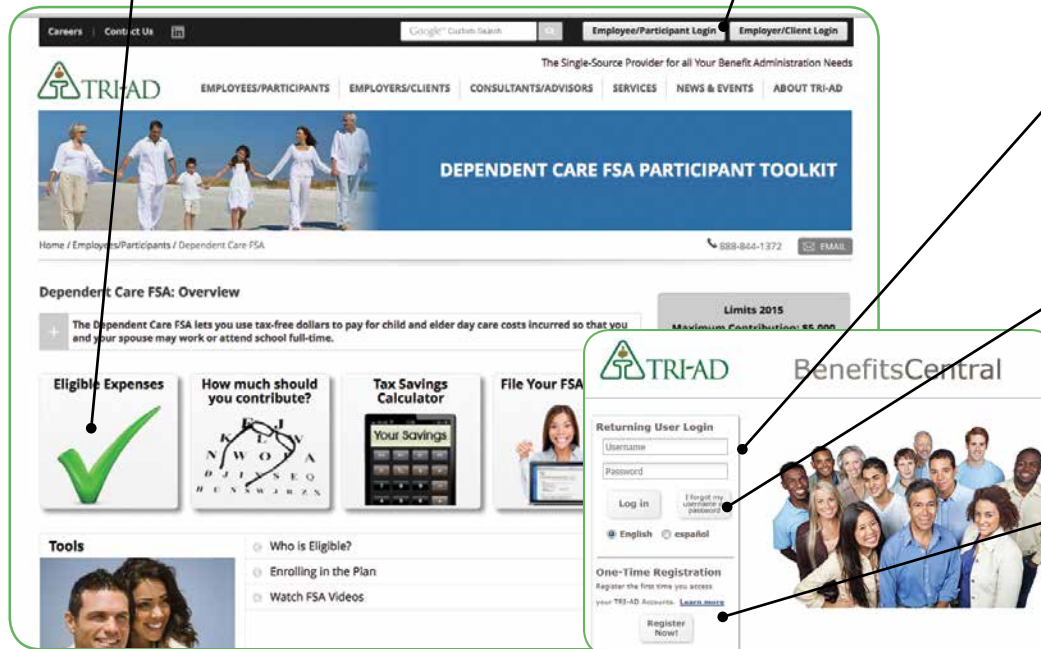 Careers | Contact Us in
Google™ Custom Search
Employee/Participant Login
Employer/Client Login
The Single-Source Provider for all Your Benefit Administration Needs
TRI-AD
EMPLOYEES/PARTICIPANTS EMPLOYERS/CLIENTS CONSULTANTS/ADVISORS SERVICES NEWS & EVENTS ABOUT TRI-AD
DEPENDENT CARE FSA PARTICIPANT TOOLKIT
Home / Employees/Participants / Dependent Care FSA
888-844-1372 EMAIL
Dependent Care FSA: Overview
+ The Dependent Care FSA lets you use tax-free dollars to pay for child and elder day care costs incurred so that you
and your spouse may work or attend school full-time.
Limits 2015
Maximum Contribution: $5,000
Eligible Expenses
How much should
you contribute?
Tax Savings
Calculator
Your Savings
File Your FSA
Tools
Who is Eligible?
Enrolling in the Plan
Watch FSA Videos
TRI-AD
BenefitsCentral
Returning User Login
Username
Password
Log in
I forgot my
username
password
English español
One-Time Registration
Register the first time you access
your TRI-AD Accounts. Learn more
Register
Now!